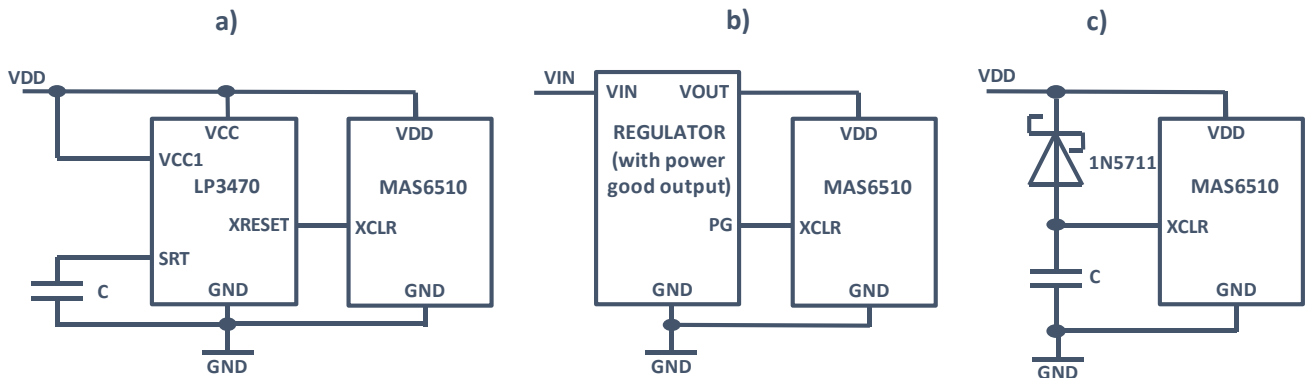 a)
VDD
VCC
VCC1
LP3470
XRESET
SRT
GND
C
VDD
MAS6510
XCLR
GND
GND
b)
VIN
VIN
VOUT
REGULATOR
(with power
good output)
PG
GND
VDD
MAS6510
XCLR
GND
GND
c)
VDD
1N5711
C
VDD
MAS6510
XCLR
GND
GND